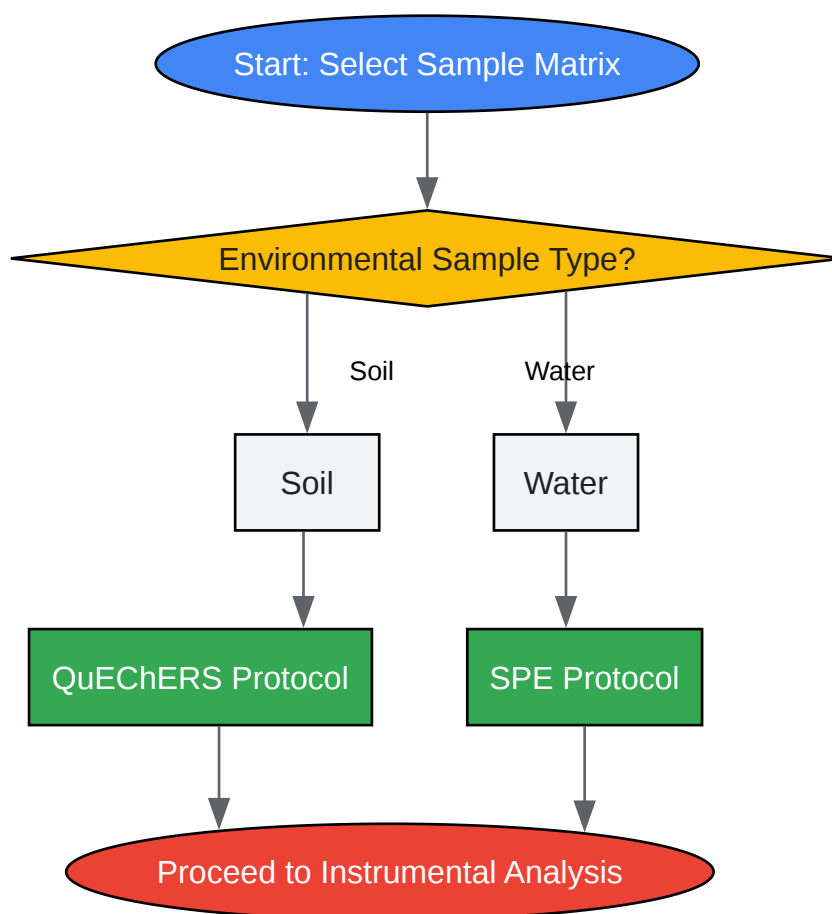 Start: Select Sample Matrix
Environmental Sample Type?
Soil
Water
Soil
Water
QuEChERS Protocol
SPE Protocol
Proceed to Instrumental Analysis